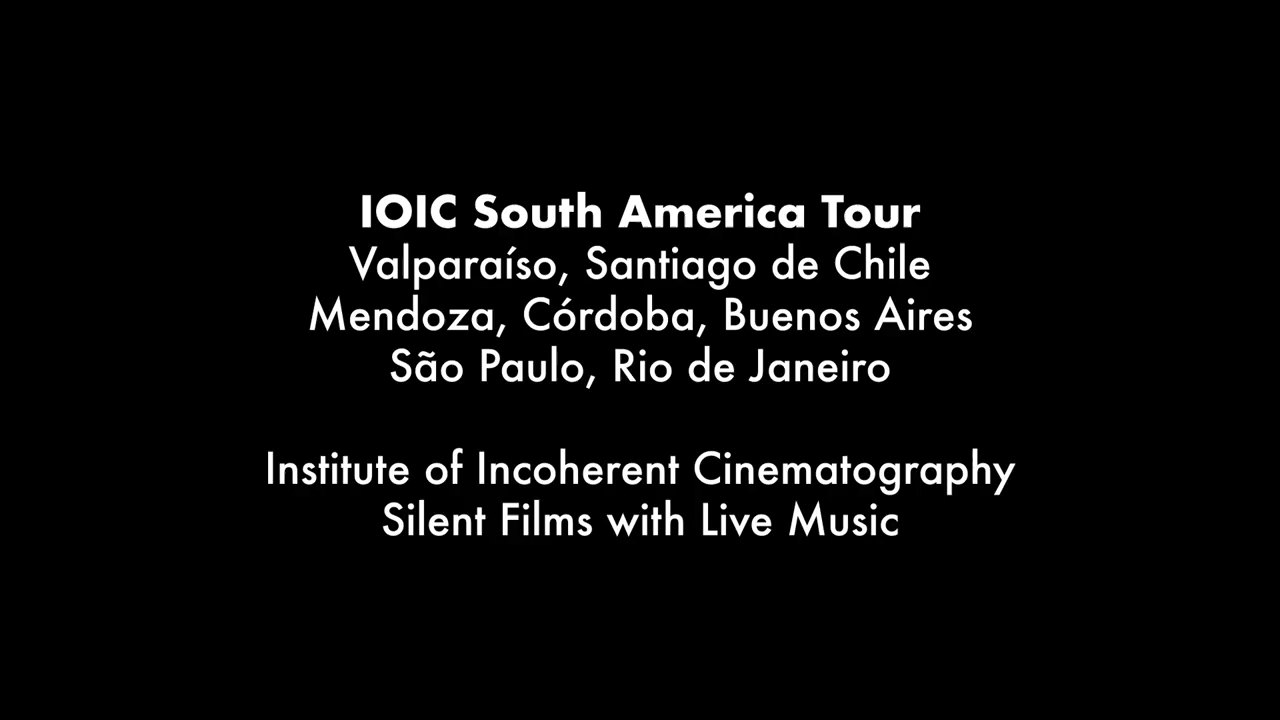 IOIC South America Tour
Valparaíso, Santiago de Chile
Mendoza, Córdoba, Buenos Aires
São Paulo, Rio de Janeiro
Institute of Incoherent Cinematography
Silent Films with Live Music